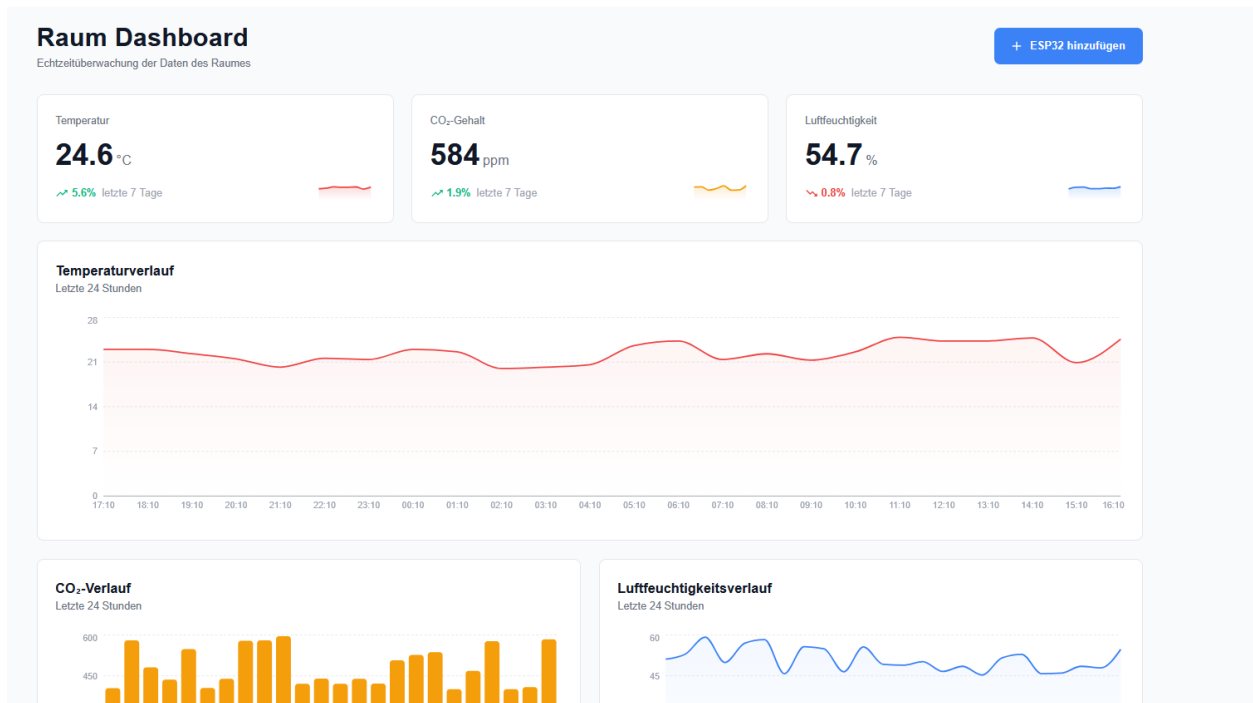 Raum Dashboard
Echtzeitüberwachung der Daten des Raumes
+ ESP32 hinzufügen
Temperatur
24.6 °C
5.6% letzte 7 Tage
CO₂-Gehalt
584 ppm
1.9% letzte 7 Tage
Luftfeuchtigkeit
54.7 %
0.8% letzte 7 Tage
Temperaturverlauf
Letzte 24 Stunden
28
21
14
7
0
17:10 18:10 19:10 20:10 21:10 22:10 23:10 00:10 01:10 02:10 03:10 04:10 05:10 06:10 07:10 08:10 09:10 10:10 11:10 12:10 13:10 14:10 15:10 16:10
CO₂-Verlauf
Letzte 24 Stunden
600
450
Luftfeuchtigkeitsverlauf
Letzte 24 Stunden
60
45